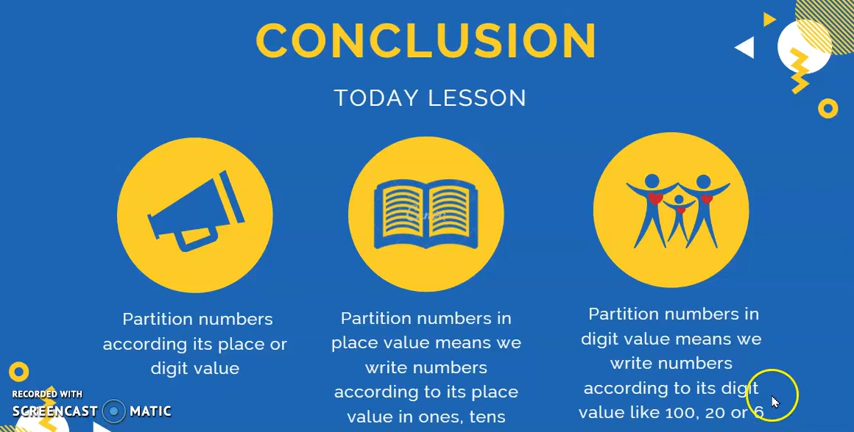 CONCLUSION
TODAY LESSON
Partition numbers
according its place or
digit value
Partition numbers in
place value means we
write numbers
according to its place
value in ones, tens
Partition numbers in
digit value means we
write numbers
according to its digit
value like 100, 20 or 6
RECORDED WITH
SCREENCAST MATIC